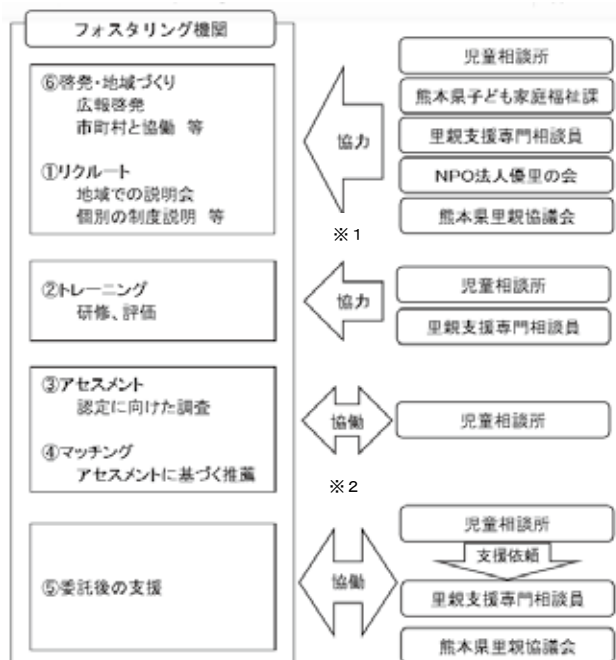 フォスタリング機関
⑥啓発・地域づくり
広報啓発
市町村と協働 等
①リクルート
地域での説明会
個別の制度説明 等
協力
※1
児童相談所
熊本県子ども家庭福祉課
里親支援専門相談員
NPO法人優里の会
熊本県里親協議会
②トレーニング
研修、評価
協力
児童相談所
里親支援専門相談員
③アセスメント
認定に向けた調査
④マッチング
アセスメントに基づく推薦
協働
※2
児童相談所
⑤委託後の支援
協働
児童相談所
支援依頼
里親支援専門相談員
熊本県里親協議会